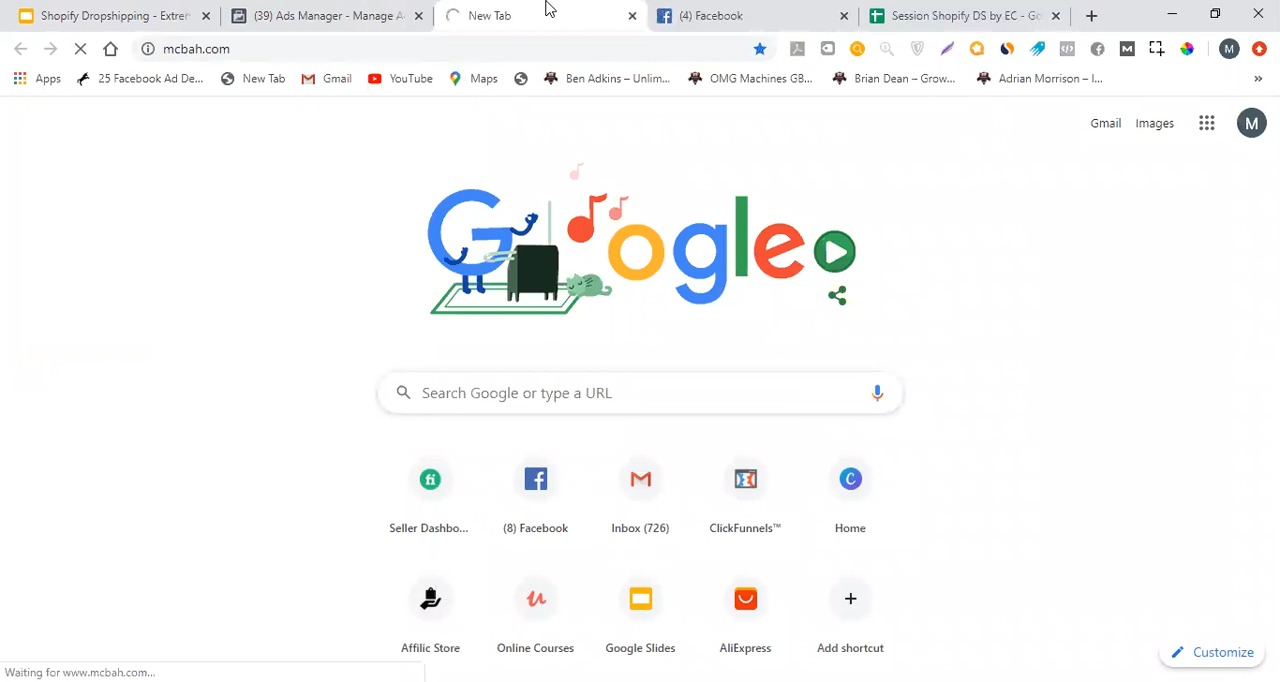 Shopify Dropshipping - Extrem
(39) Ads Manager - Manage A
New Tab
(4) Facebook
Session Shopify DS by EC - Go
mcbah.com
M
Apps
25 Facebook Ad De...
New Tab
Gmail
YouTube
Maps
Ben Adkins – Unlim...
OMG Machines GB...
Brian Dean – Grow...
Adrian Morrison – I...
Gmail
Images
M
Google
Search Google or type a URL
Seller Dashbo...
(8) Facebook
Inbox (726)
ClickFunnels™
Home
Affilic Store
Online Courses
Google Slides
AliExpress
Add shortcut
Customize
Waiting for www.mcbah.com...